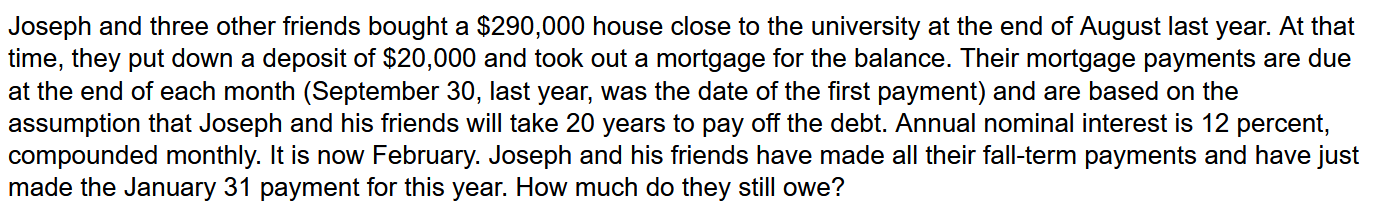 Joseph and three other friends bought a $290,000 house close to the university at the end of August last year. At that
time, they put down a deposit of $20,000 and took out a mortgage for the balance. Their mortgage payments are due
at the end of each month (September 30, last year, was the date of the first payment) and are based on the
assumption that Joseph and his friends will take 20 years to pay off the debt. Annual nominal interest is 12 percent,
compounded monthly. It is now February. Joseph and his friends have made all their fall-term payments and have just
made the January 31 payment for this year. How much do they still owe?